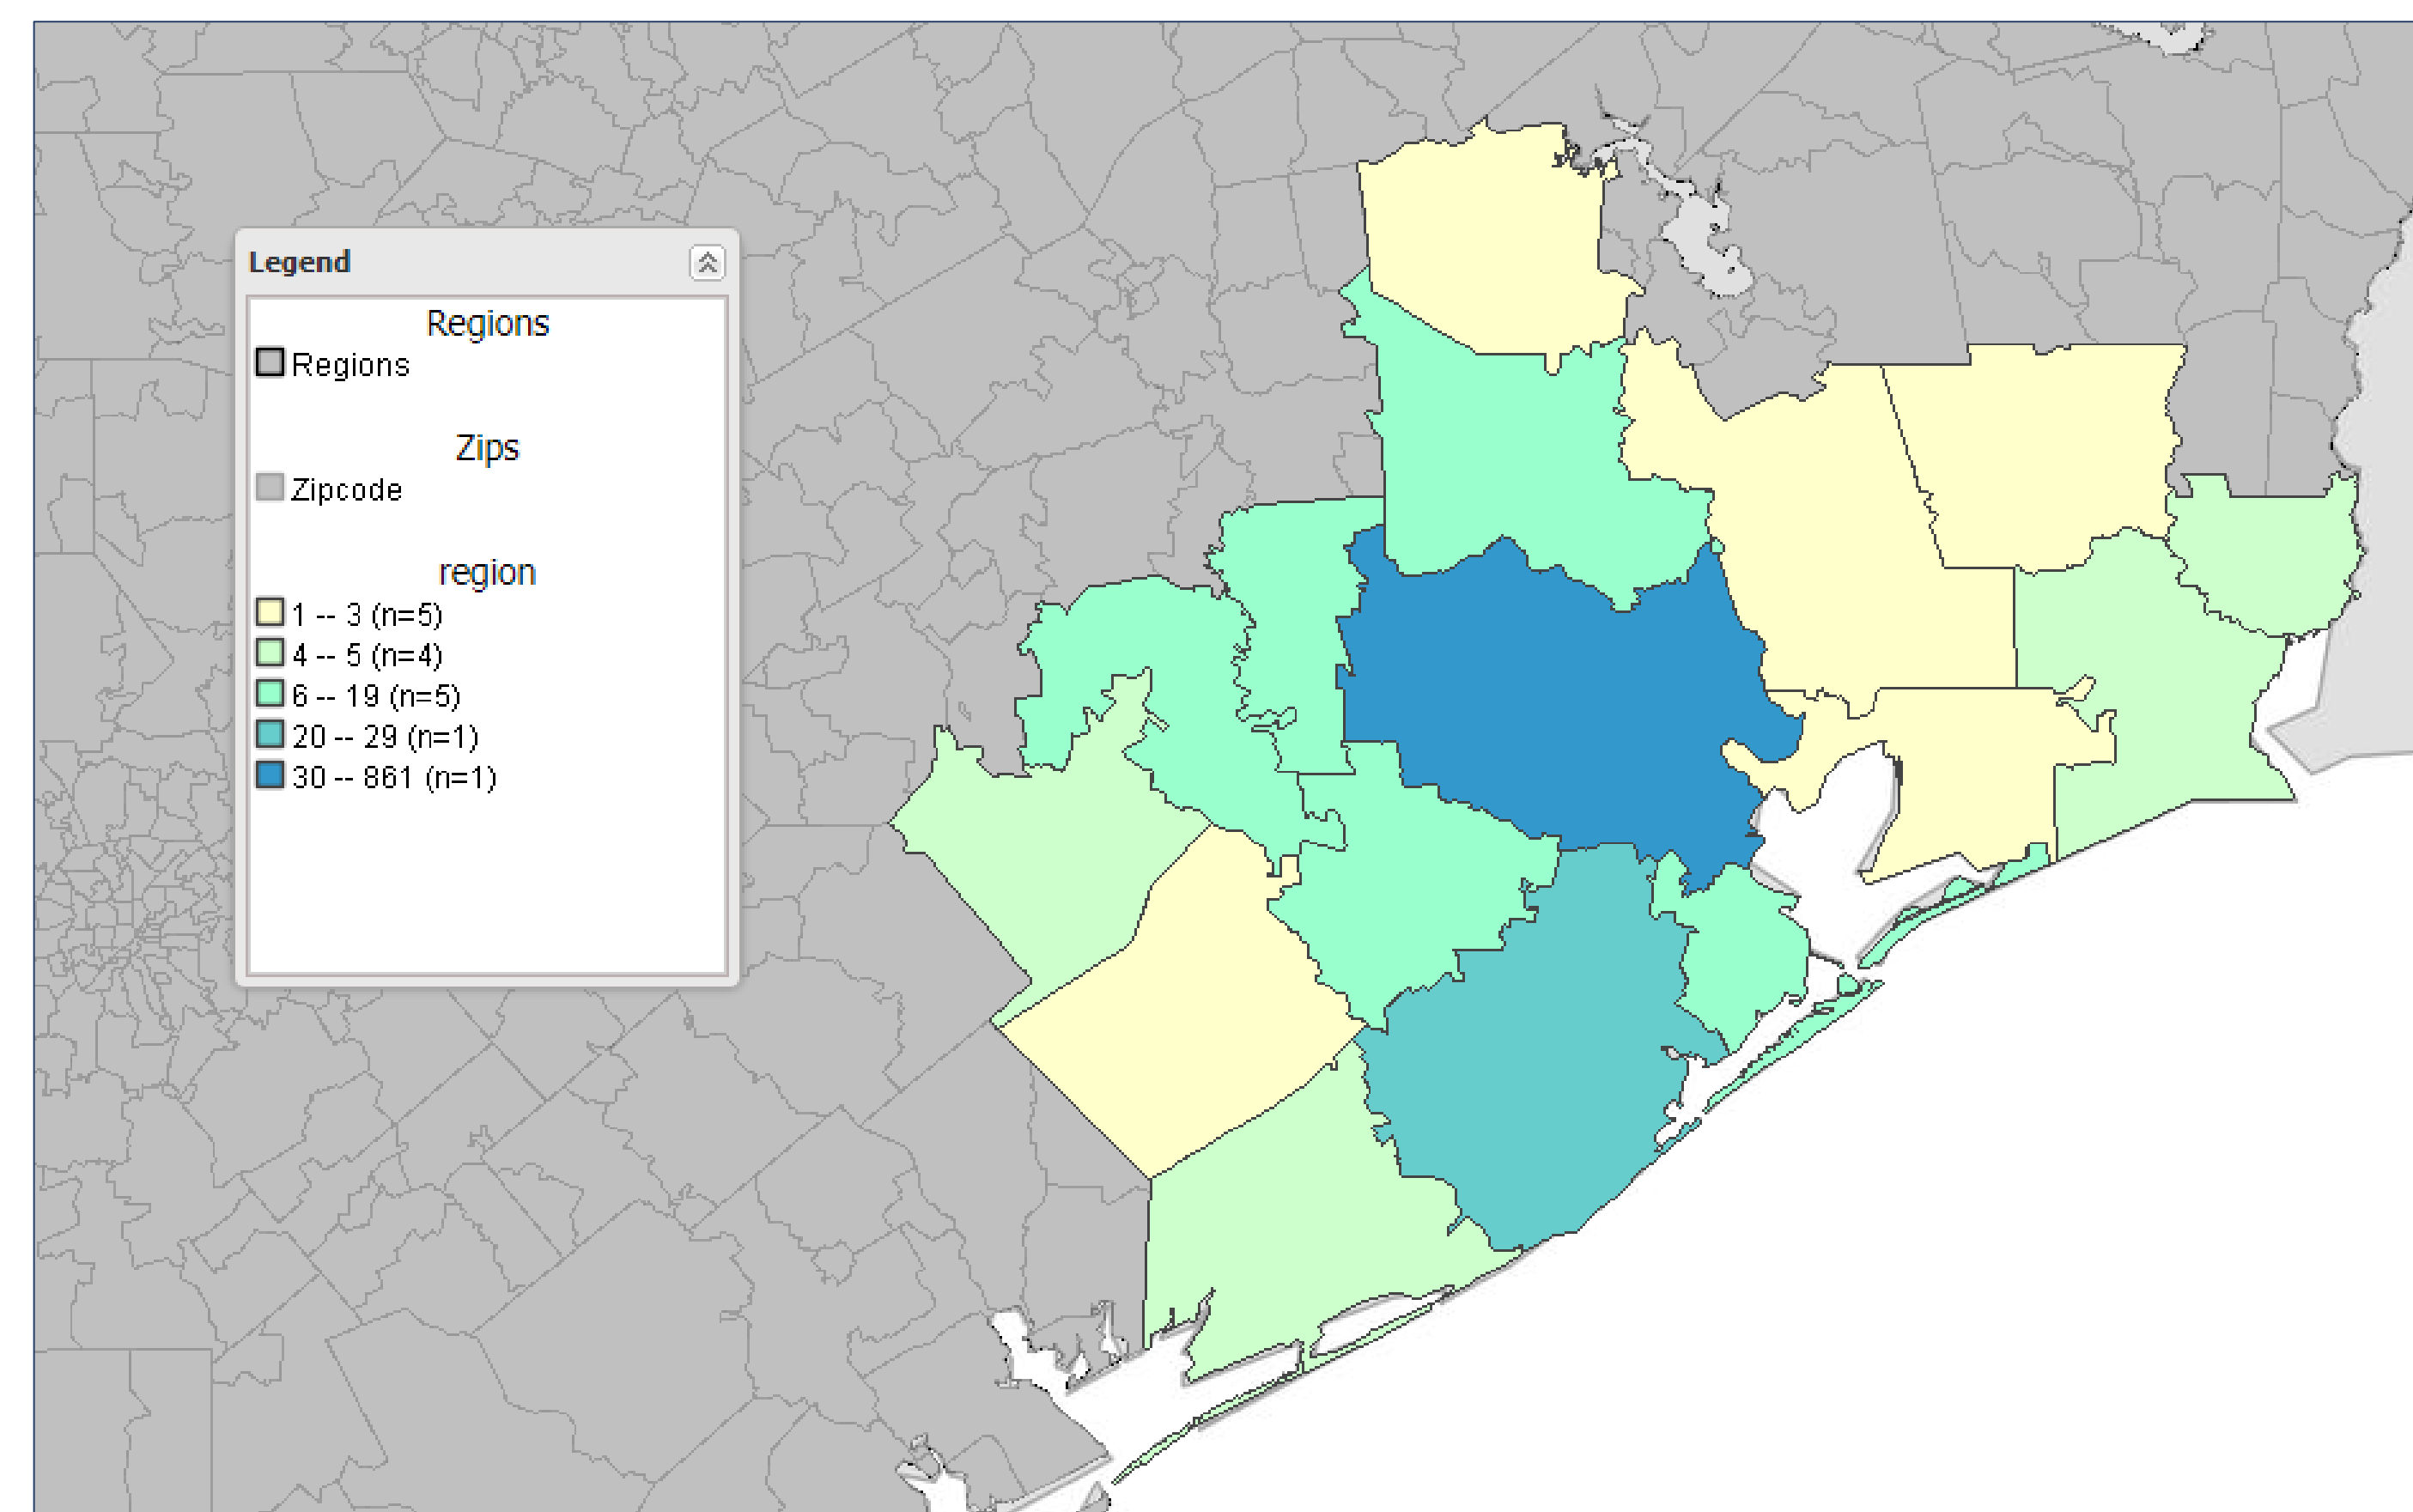 Legend
Regions
Regions
Zips
Zipcode
region
1 -- 3 (n=5)
4 -- 5 (n=4)
6 -- 19 (n=5)
20 -- 29 (n=1)
30 -- 861 (n=1)